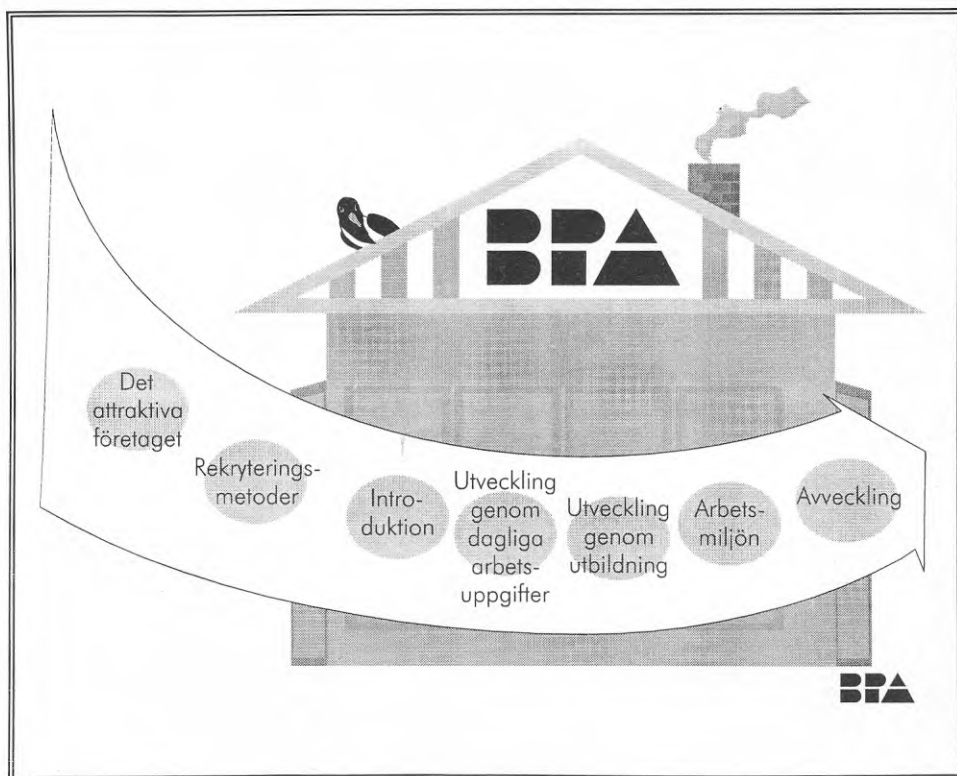 BPA
Det
attraktiva
företaget
Rekryterings-
metoder
Intro-
duktion
Utveckling
genom
dagliga
arbets-
uppgifter
Utveckling
genom
utbildning
Arbets-
miljön
Avveckling
BPA